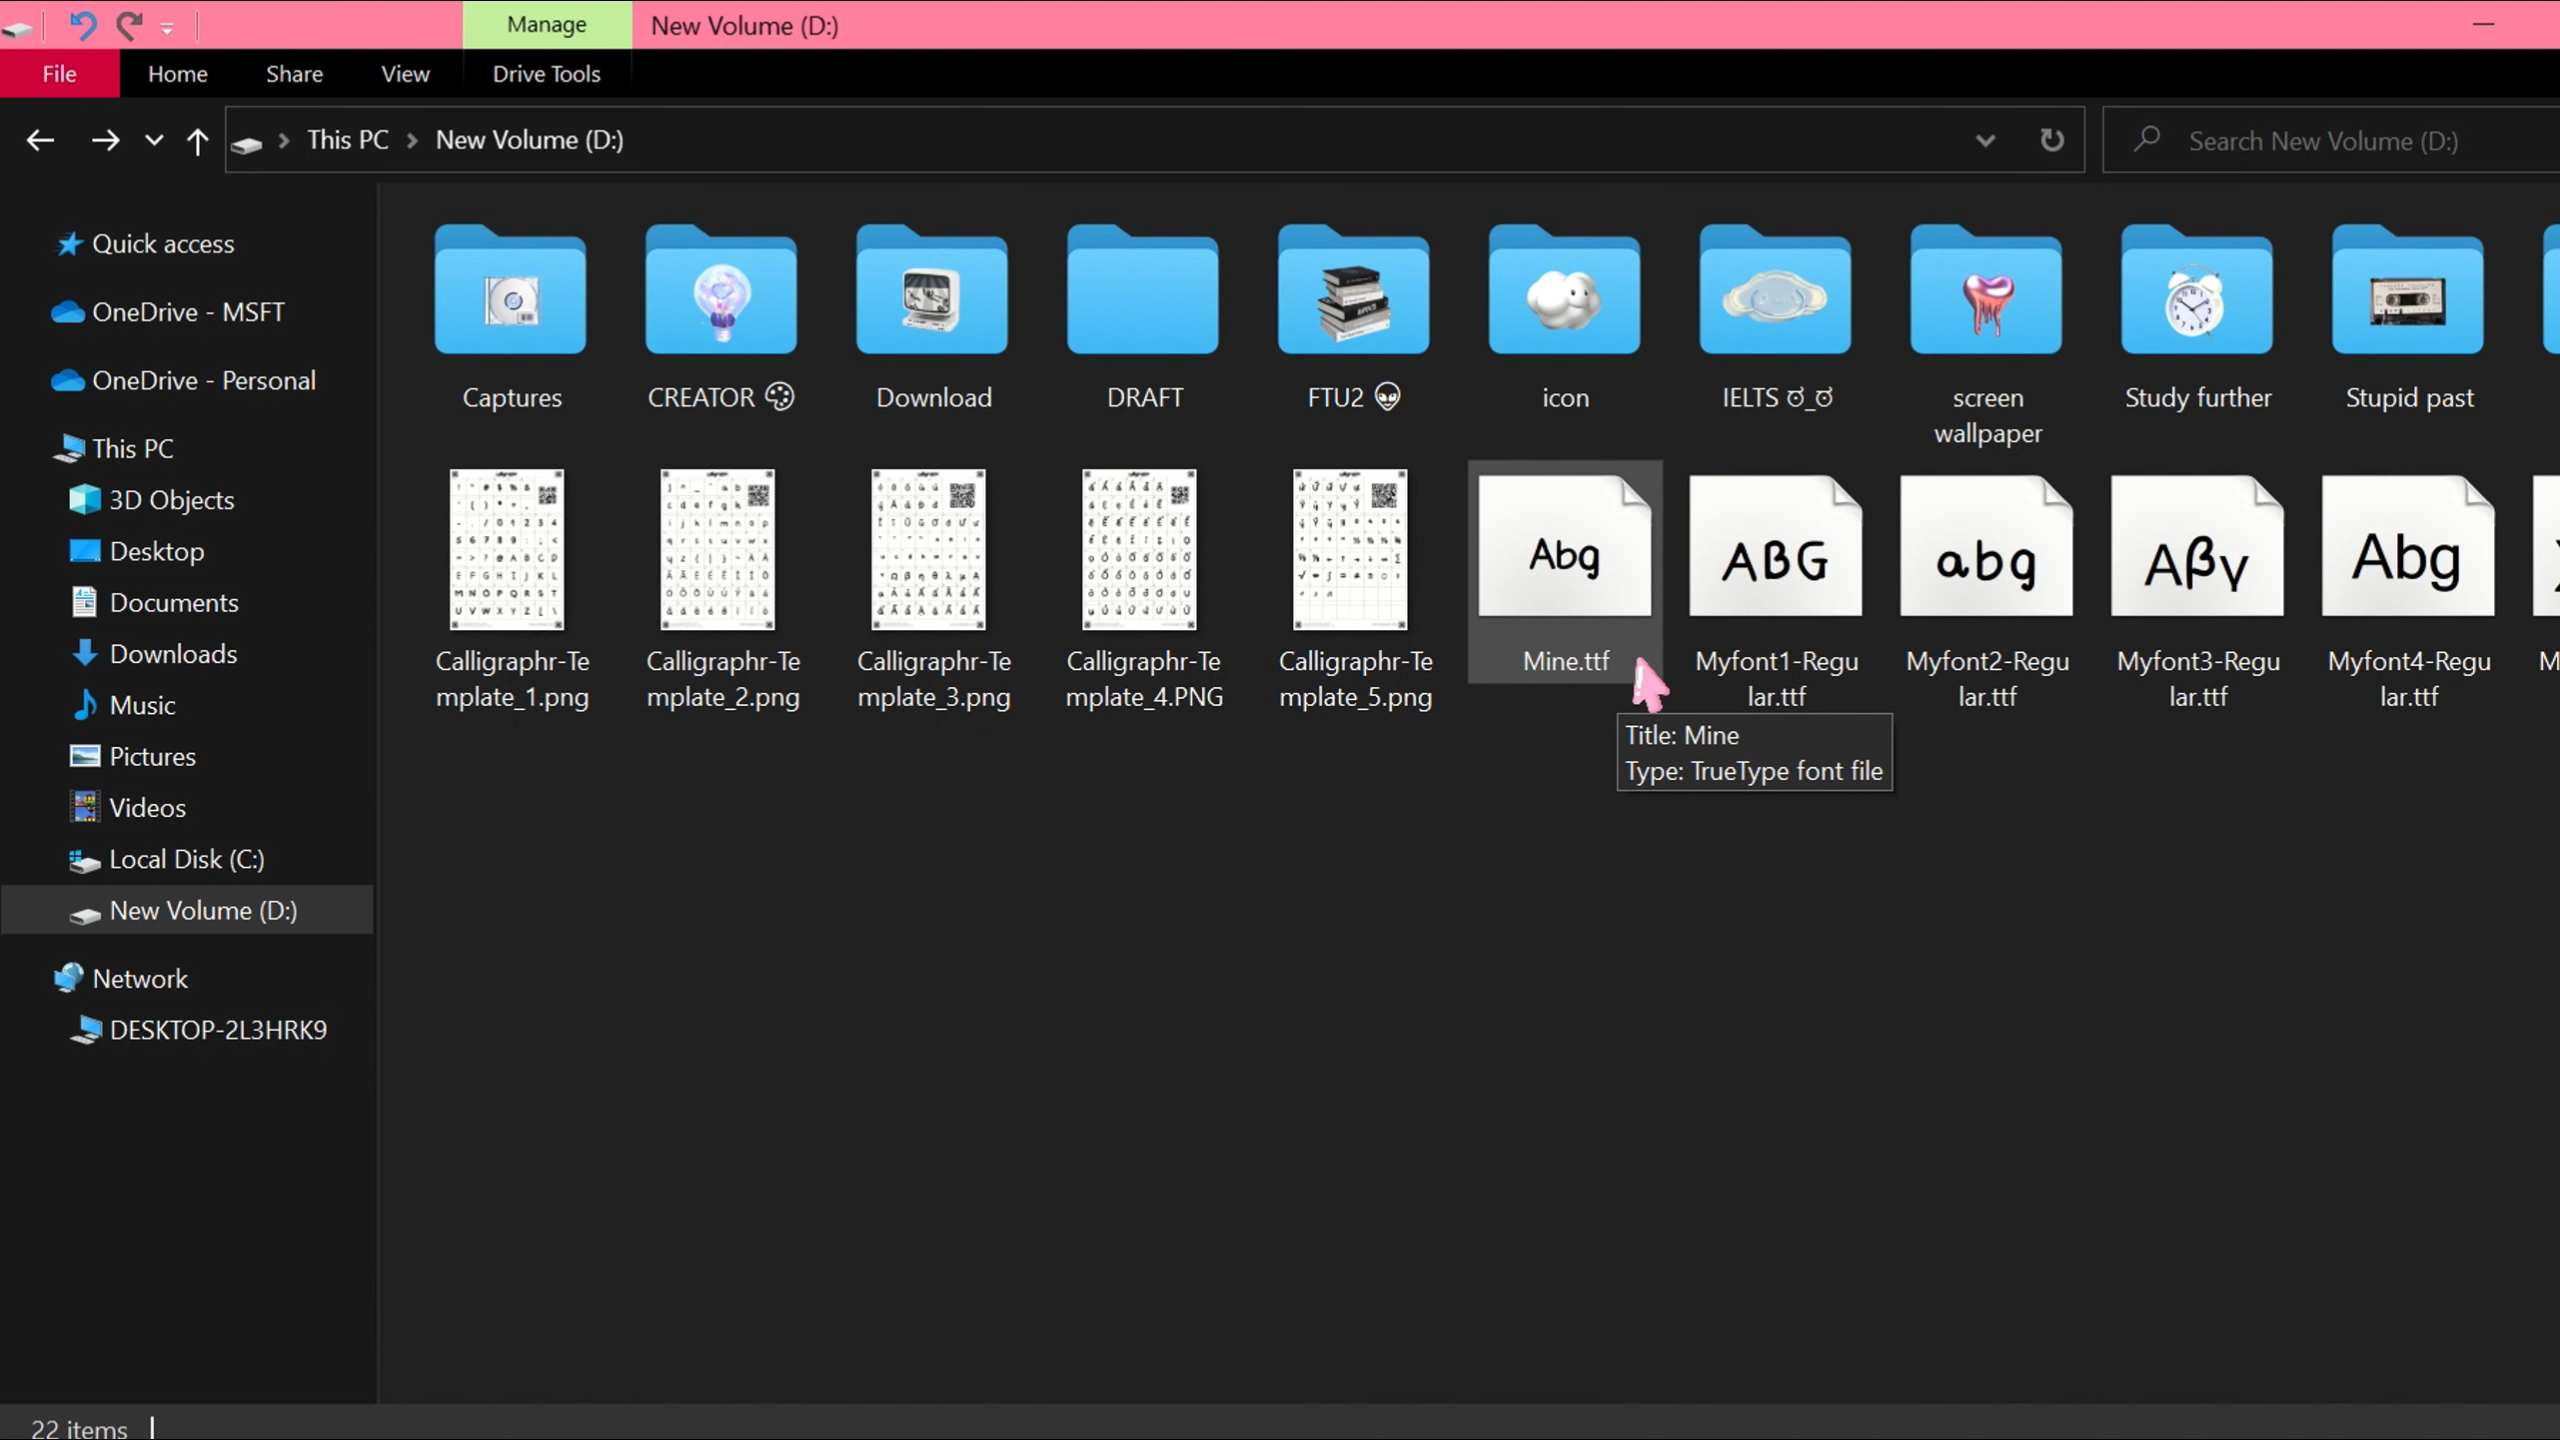 Manage
New Volume (D:)
File
Home
Share
View
Drive Tools
This PC
New Volume (D:)
Search New Volume (D:)
Quick access
OneDrive - MSFT
OneDrive - Personal
This PC
3D Objects
Desktop
Documents
Downloads
Music
Pictures
Videos
Local Disk (C:)
New Volume (D:)
Network
DESKTOP-2L3HRK9
Captures
CREATOR 🎨
Download
DRAFT
FTU2 👽
icon
IELTS ಠ_ಠ
screen
wallpaper
Study further
Stupid past
Abg
ABG
abg
Aβγ
Abg
Calligraphr-Te
mplate_1.png
Calligraphr-Te
mplate_2.png
Calligraphr-Te
mplate_3.png
Calligraphr-Te
mplate_4.PNG
Calligraphr-Te
mplate_5.png
Mine.ttf
Myfont1-Regu
lar.ttf
Myfont2-Regu
lar.ttf
Myfont3-Regu
lar.ttf
Myfont4-Regu
lar.ttf
M
Title: Mine
Type: TrueType font file
22 items